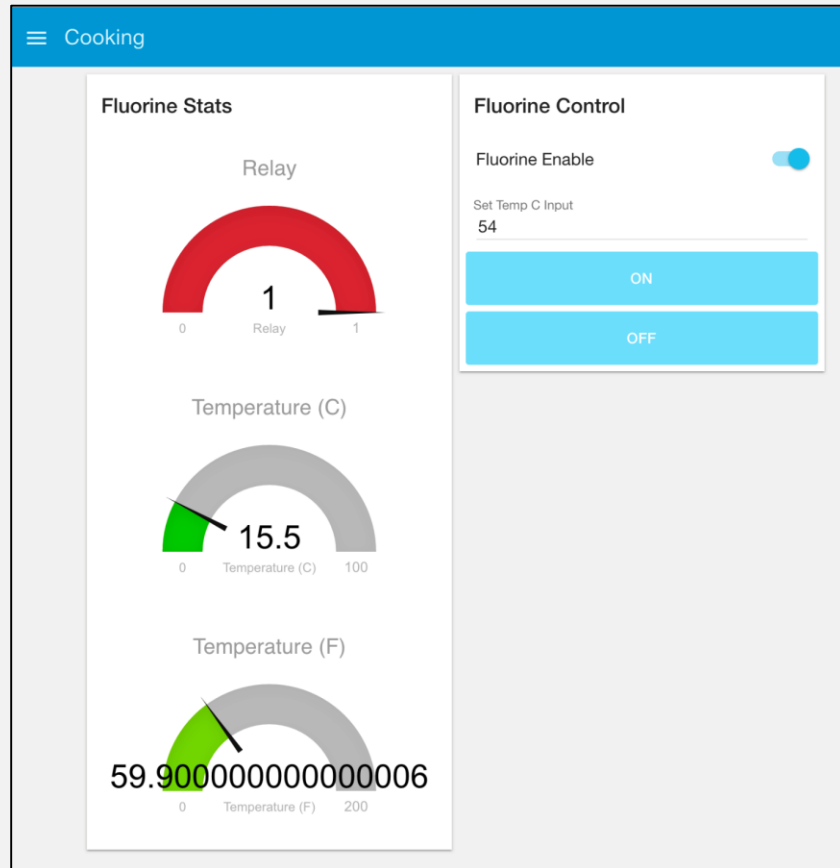 Cooking
Fluorine Stats
Relay
1
0 Relay 1
Temperature (C)
15.5
0 Temperature (C) 100
Temperature (F)
59.900000000000006
0 Temperature (F) 200
Fluorine Control
Fluorine Enable
Set Temp C Input
54
ON
OFF